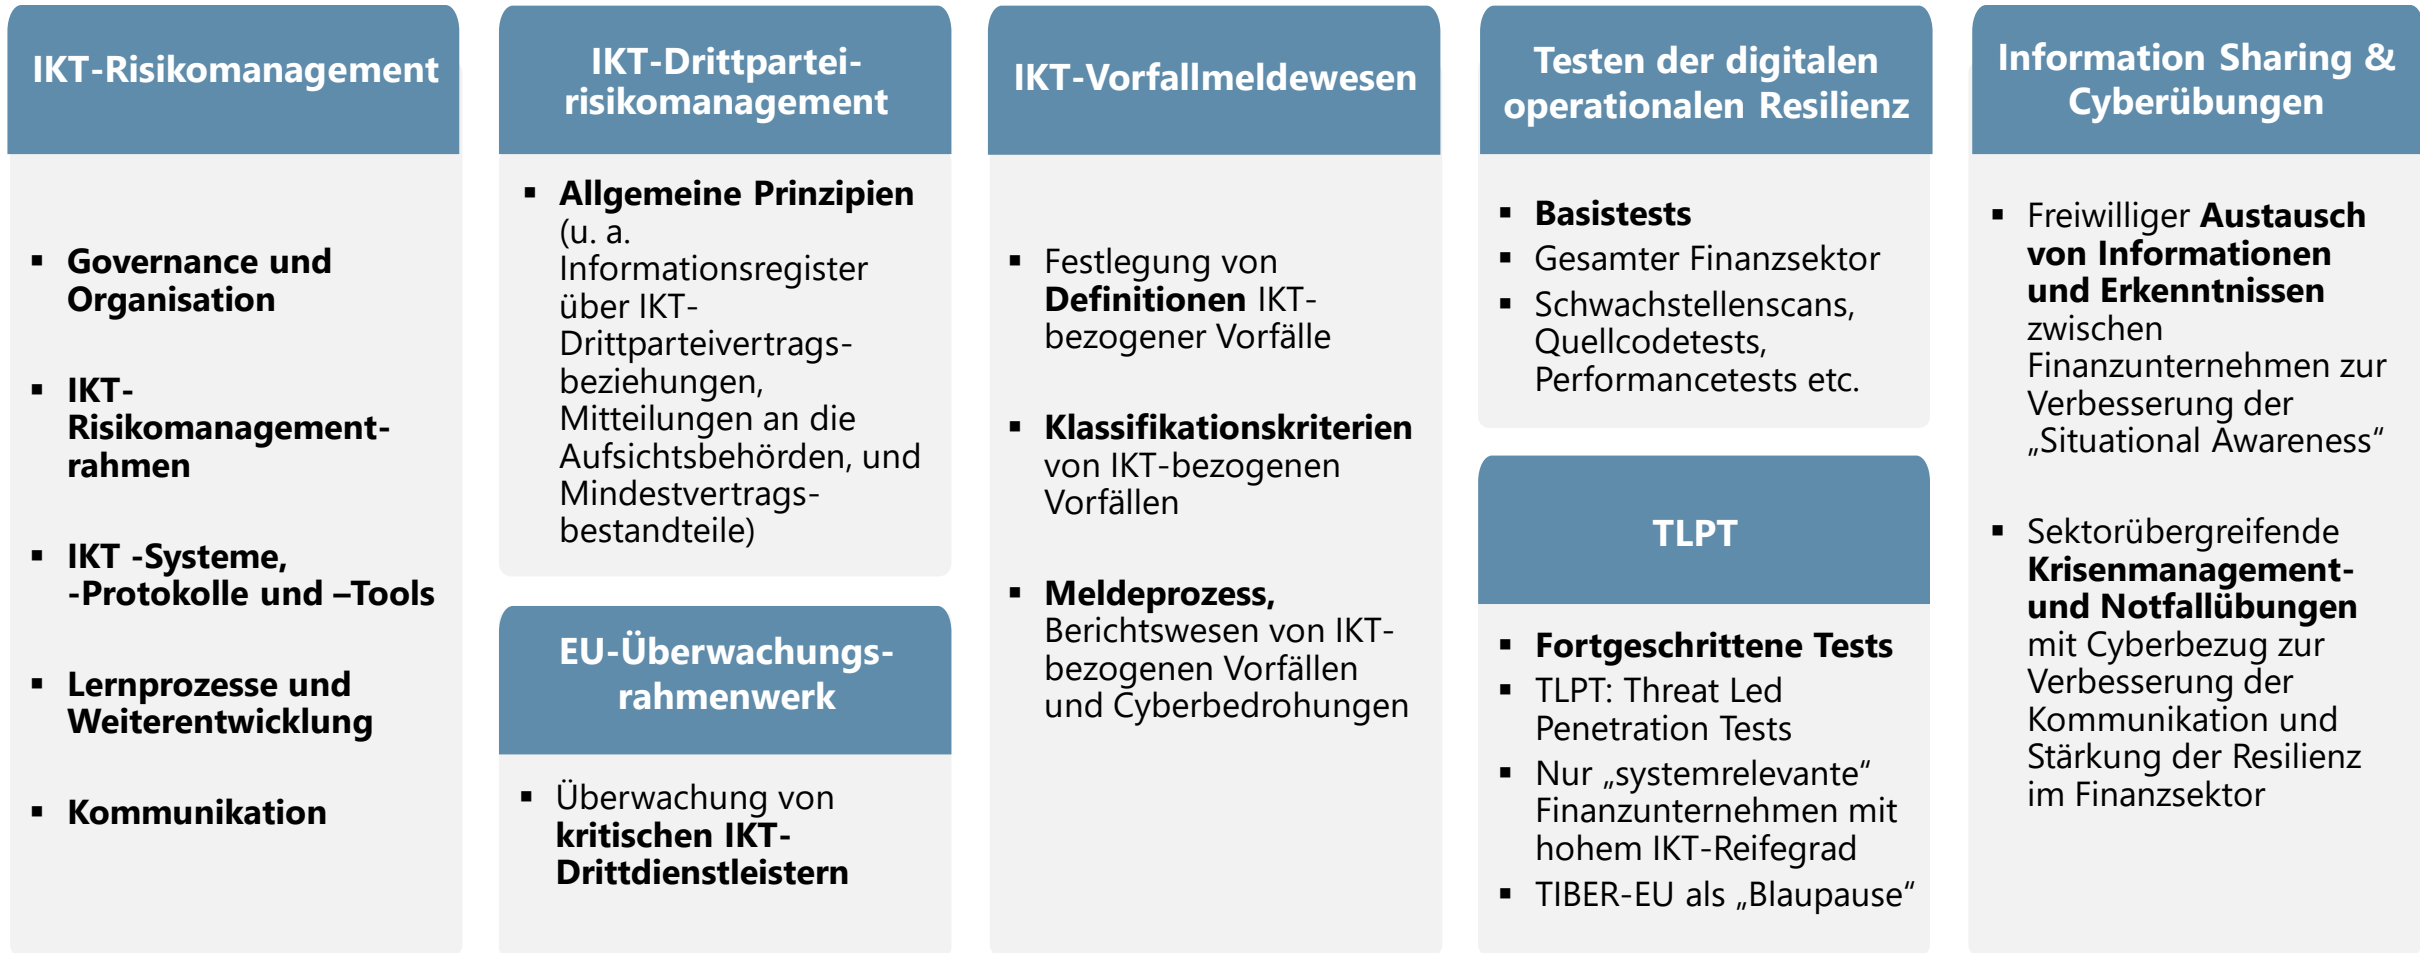 IKT-Risikomanagement
▪ Governance und
Organisation
▪ IKT-
Risikomanagement-
rahmen
▪ IKT -Systeme,
-Protokolle und –Tools
▪ Lernprozesse und
Weiterentwicklung
▪ Kommunikation
IKT-Drittpartei-
risikomanagement
▪ Allgemeine Prinzipien
(u. a.
Informationsregister
über IKT-
Drittparteivertrags-
beziehungen,
Mitteilungen an die
Aufsichtsbehörden, und
Mindestvertrags-
bestandteile)
EU-Überwachungs-
rahmenwerk
▪ Überwachung von
kritischen IKT-
Drittdienstleistern
IKT-Vorfallmeldewesen
▪ Festlegung von
Definitionen IKT-
bezogener Vorfälle
▪ Klassifikationskriterien
von IKT-bezogenen
Vorfällen
▪ Meldeprozess,
Berichtswesen von IKT-
bezogenen Vorfällen
und Cyberbedrohungen
Testen der digitalen
operationalen Resilienz
▪ Basistests
▪ Gesamter Finanzsektor
▪ Schwachstellenscans,
Quellcodetests,
Performancetests etc.
TLPT
▪ Fortgeschrittene Tests
▪ TLPT: Threat Led
Penetration Tests
▪ Nur „systemrelevante“
Finanzunternehmen mit
hohem IKT-Reifegrad
▪ TIBER-EU als „Blaupause“
Information Sharing &
Cyberübungen
▪ Freiwilliger Austausch
von Informationen
und Erkenntnissen
zwischen
Finanzunternehmen zur
Verbesserung der
„Situational Awareness“
▪ Sektorübergreifende
Krisenmanagement-
und Notfallübungen
mit Cyberbezug zur
Verbesserung der
Kommunikation und
Stärkung der Resilienz
im Finanzsektor